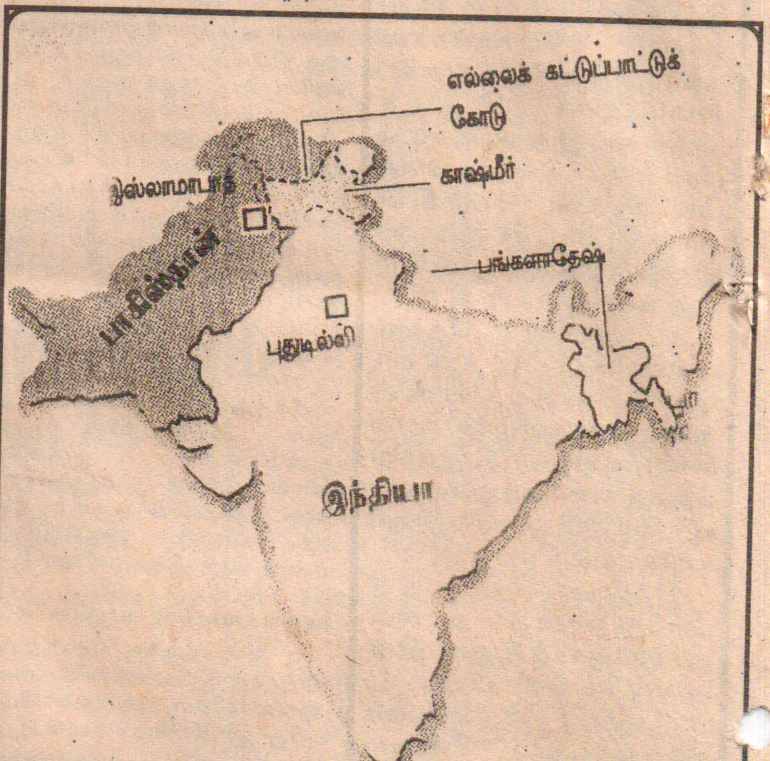 எல்லைக் கட்டுப்பாட்டுக்
கோடு
இஸ்லாமாபாத்
காஷ்மீர்
பாகிஸ்தான்
பங்களாதேஷ்
புதுடில்லி
இந்தியா